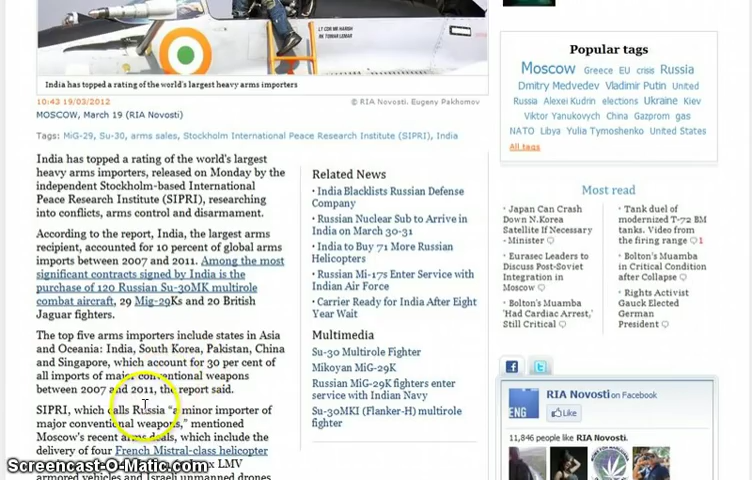 LT CDR MR HARSH
India has topped a rating of the world's largest heavy arms importers
10:43 19/03/2012
© RIA Novosti. Eugeny Pakhomov
MOSCOW, March 19 (RIA Novosti)
Tags: MiG-29, Su-30, arms sales, Stockholm International Peace Research Institute (SIPRI), India
India has topped a rating of the world's largest
heavy arms importers, released on Monday by the
independent Stockholm-based International
Peace Research Institute (SIPRI), researching
into conflicts, arms control and disarmament.
According to the report, India, the largest arms
recipient, accounted for 10 percent of global arms
imports between 2007 and 2011. Among the most
significant contracts signed by India is the
purchase of 120 Russian Su-30MK multirole
combat aircraft, 29 Mig-29Ks and 20 British
Jaguar fighters.
The top five arms importers include states in Asia
and Oceania: India, South Korea, Pakistan, China
and Singapore, which account for 30 per cent of
all imports of major conventional weapons
between 2007 and 2011, the report said.
SIPRI, which calls Russia "a minor importer of
major conventional weapons," mentioned
Moscow's recent arms deals, which include the
delivery of four French Mistral-class helicopter
x LMV
armored vehicles and Israeli unmanned drones
Related News
· India Blacklists Russian Defense
Company
· Russian Nuclear Sub to Arrive in
India on March 30-31
· India to Buy 71 More Russian
Helicopters
· Russian Mi-17s Enter Service with
Indian Air Force
· Carrier Ready for India After Eight
Year Wait
Multimedia
Su-30 Multirole Fighter
Mikoyan MiG-29K
Russian MiG-29K fighters enter
service with Indian Navy
Su-30MKI (Flanker-H) multirole
fighter
Popular tags
Moscow Greece EU crisis Russia
Dmitry Medvedev Vladimir Putin United
Russia Alexei Kudrin elections Ukraine Kiev
Viktor Yanukovych China Gazprom gas
NATO Libya Yulia Tymoshenko United States
All tags
Most read
· Japan Can Crash
Down N.Korea
Satellite If Necessary
- Minister
· Eurasec Leaders to
Discuss Post-Soviet
Integration in
Moscow
· Bolton's Muamba
'Had Cardiac Arrest,'
Still Critical
· Tank duel of
modernized T-72 BM
tanks. Video from
the firing range 1
· Bolton's Muamba
in Critical Condition
after Collapse
· Rights Activist
Gauck Elected
German
President
RIA Novosti on Facebook
Like
ENG
11,846 people like RIA Novosti.
Screencast-O-Matic.com